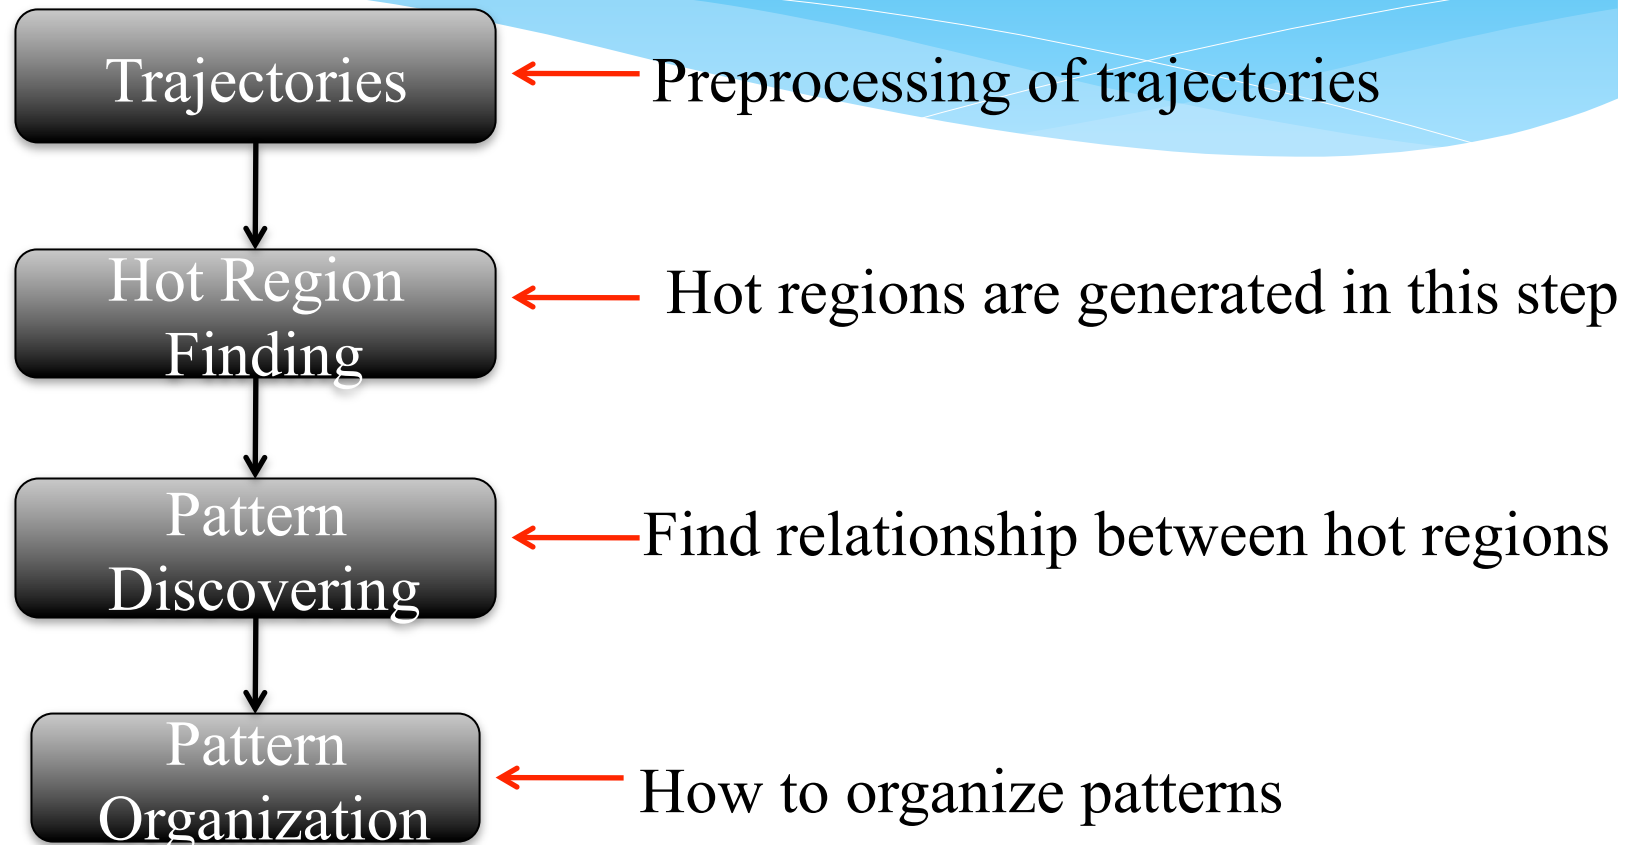 Trajectories
Preprocessing of trajectories
Hot Region
Finding
Hot regions are generated in this step
Pattern
Discovering
Find relationship between hot regions
Pattern
Organization
How to organize patterns